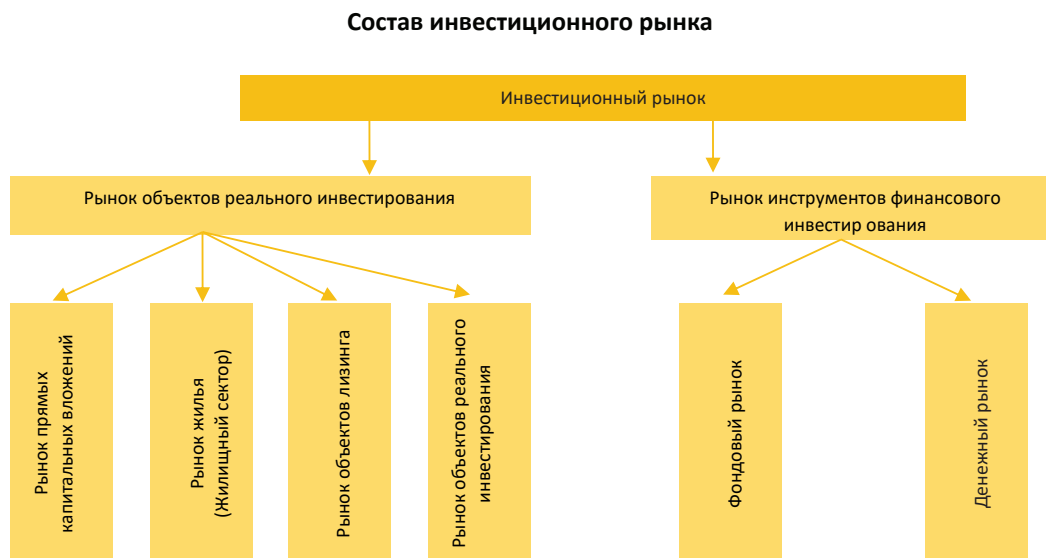 Состав инвестиционного рынка
Инвестиционный рынок
Рынок объектов реального инвестирования
Рынок инструментов финансового
инвестир ования
Рынок прямых
капитальных вложений
Рынок жилья
(Жилищный сектор)
Рынок объектов лизинга
Рынок объектов реального
инвестирования
Фондовый рынок
Денежный рынок